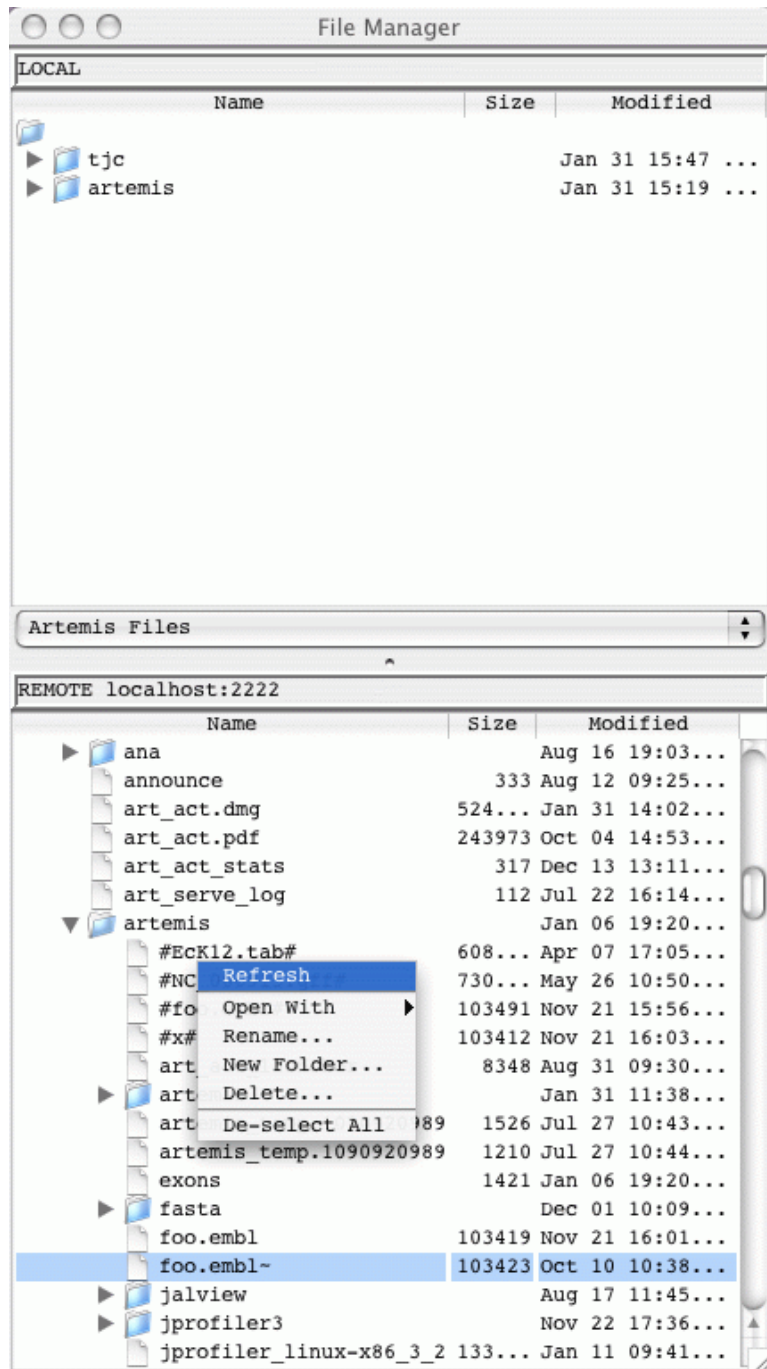 File Manager
LOCAL
Name Size Modified
tjc Jan 31 15:47 ...
artemis Jan 31 15:19 ...
Artemis Files
REMOTE localhost:2222
Name Size Modified
ana Aug 16 19:03...
announce 333 Aug 12 09:25...
art_act.dmg 524... Jan 31 14:02...
art_act.pdf 243973 Oct 04 14:53...
art_act_stats 317 Dec 13 13:11...
art_serve_log 112 Jul 22 16:14...
artemis Jan 06 19:20...
#EcK12.tab# 608... Apr 07 17:05...
#NC Refresh 730... May 26 10:50...
#fo Open With 103491 Nov 21 15:56...
#x# Rename... 103412 Nov 21 16:03...
art New Folder... 8348 Aug 31 09:30...
art Delete... Jan 31 11:38...
art De-select All 989 1526 Jul 27 10:43...
artemis_temp.1090920989 1210 Jul 27 10:44...
exons 1421 Jan 06 19:20...
fasta Dec 01 10:09...
foo.embl 103419 Nov 21 16:01...
foo.embl~ 103423 Oct 10 10:38...
jalview Aug 17 11:45...
jprofiler3 Nov 22 17:36...
jprofiler_linux-x86_3_2 133... Jan 11 09:41...